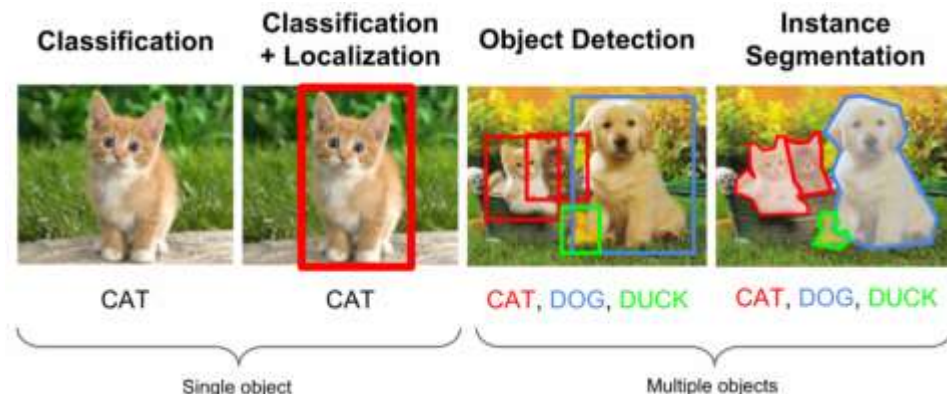 Classification
Classification
+ Localization
Object Detection
Instance
Segmentation
CAT
CAT
CAT, DOG, DUCK
CAT, DOG, DUCK
Single object
Multiple objects